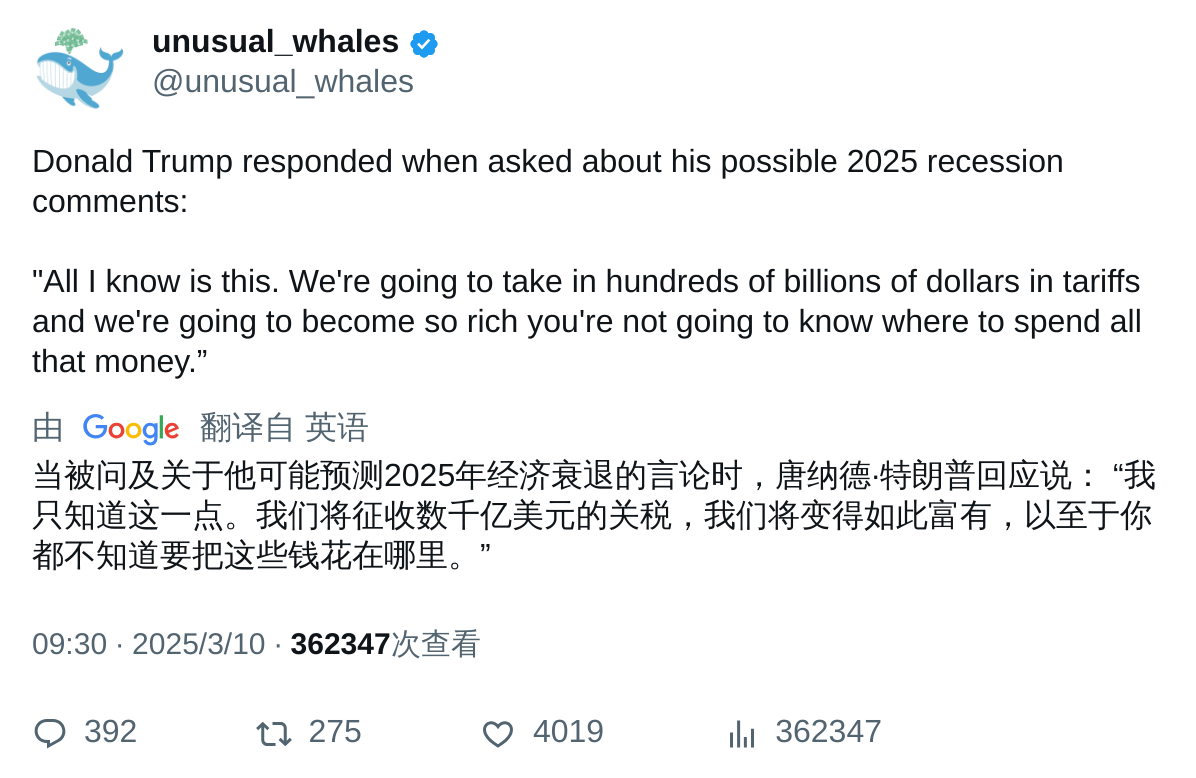 unusual_whales
@unusual_whales
Donald Trump responded when asked about his possible 2025 recession
comments:
"All I know is this. We're going to take in hundreds of billions of dollars in tariffs
and we're going to become so rich you're not going to know where to spend all
that money.”
由 Google 翻译自 英语
当被问及关于他可能预测2025年经济衰退的言论时，唐纳德·特朗普回应说： “我
只知道这一点。我们将征收数千亿美元的关税，我们将变得如此富有，以至于你
都不知道要把这些钱花在哪里。”
09:30 · 2025/3/10 · 362347次查看
392 275 4019 362347